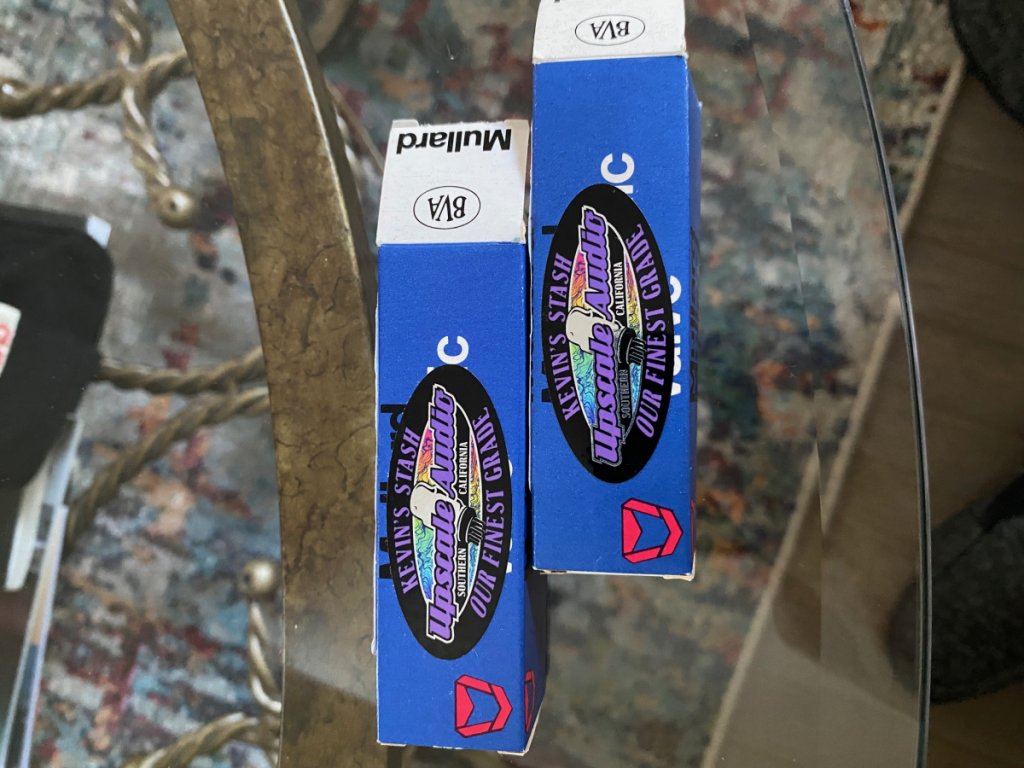 Mullard
BVA
KEVIN'S STASH
Upscale Audio
SOUTHERN CALIFORNIA
OUR FINEST GRADE
BVA
KEVIN'S STASH
Upscale Audio
SOUTHERN CALIFORNIA
OUR FINEST GRADE